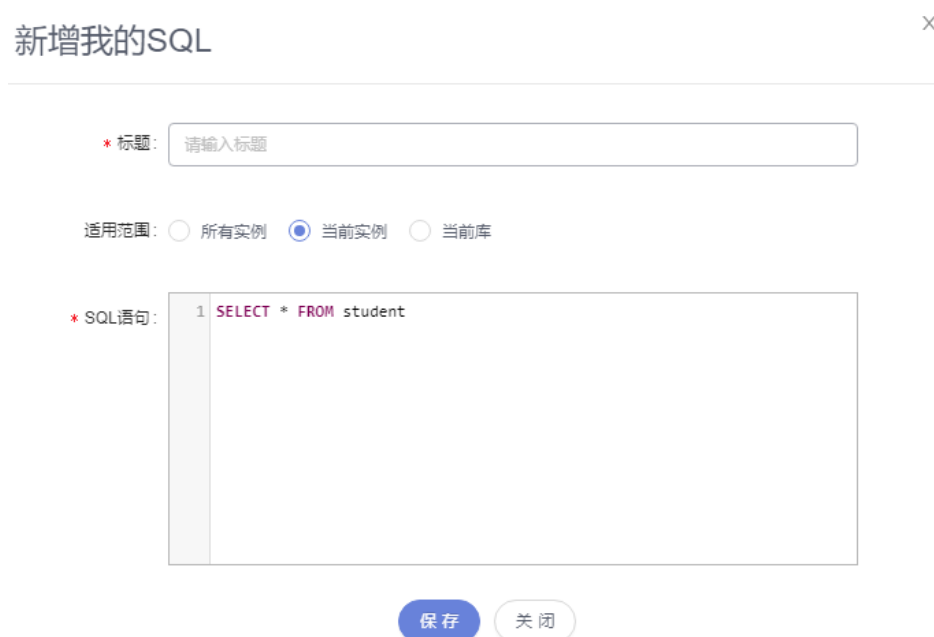 新增我的SQL
X
* 标题: 请输入标题
适用范围: 所有实例 当前实例 当前库
* SQL语句: 1 SELECT * FROM student
保存 关闭